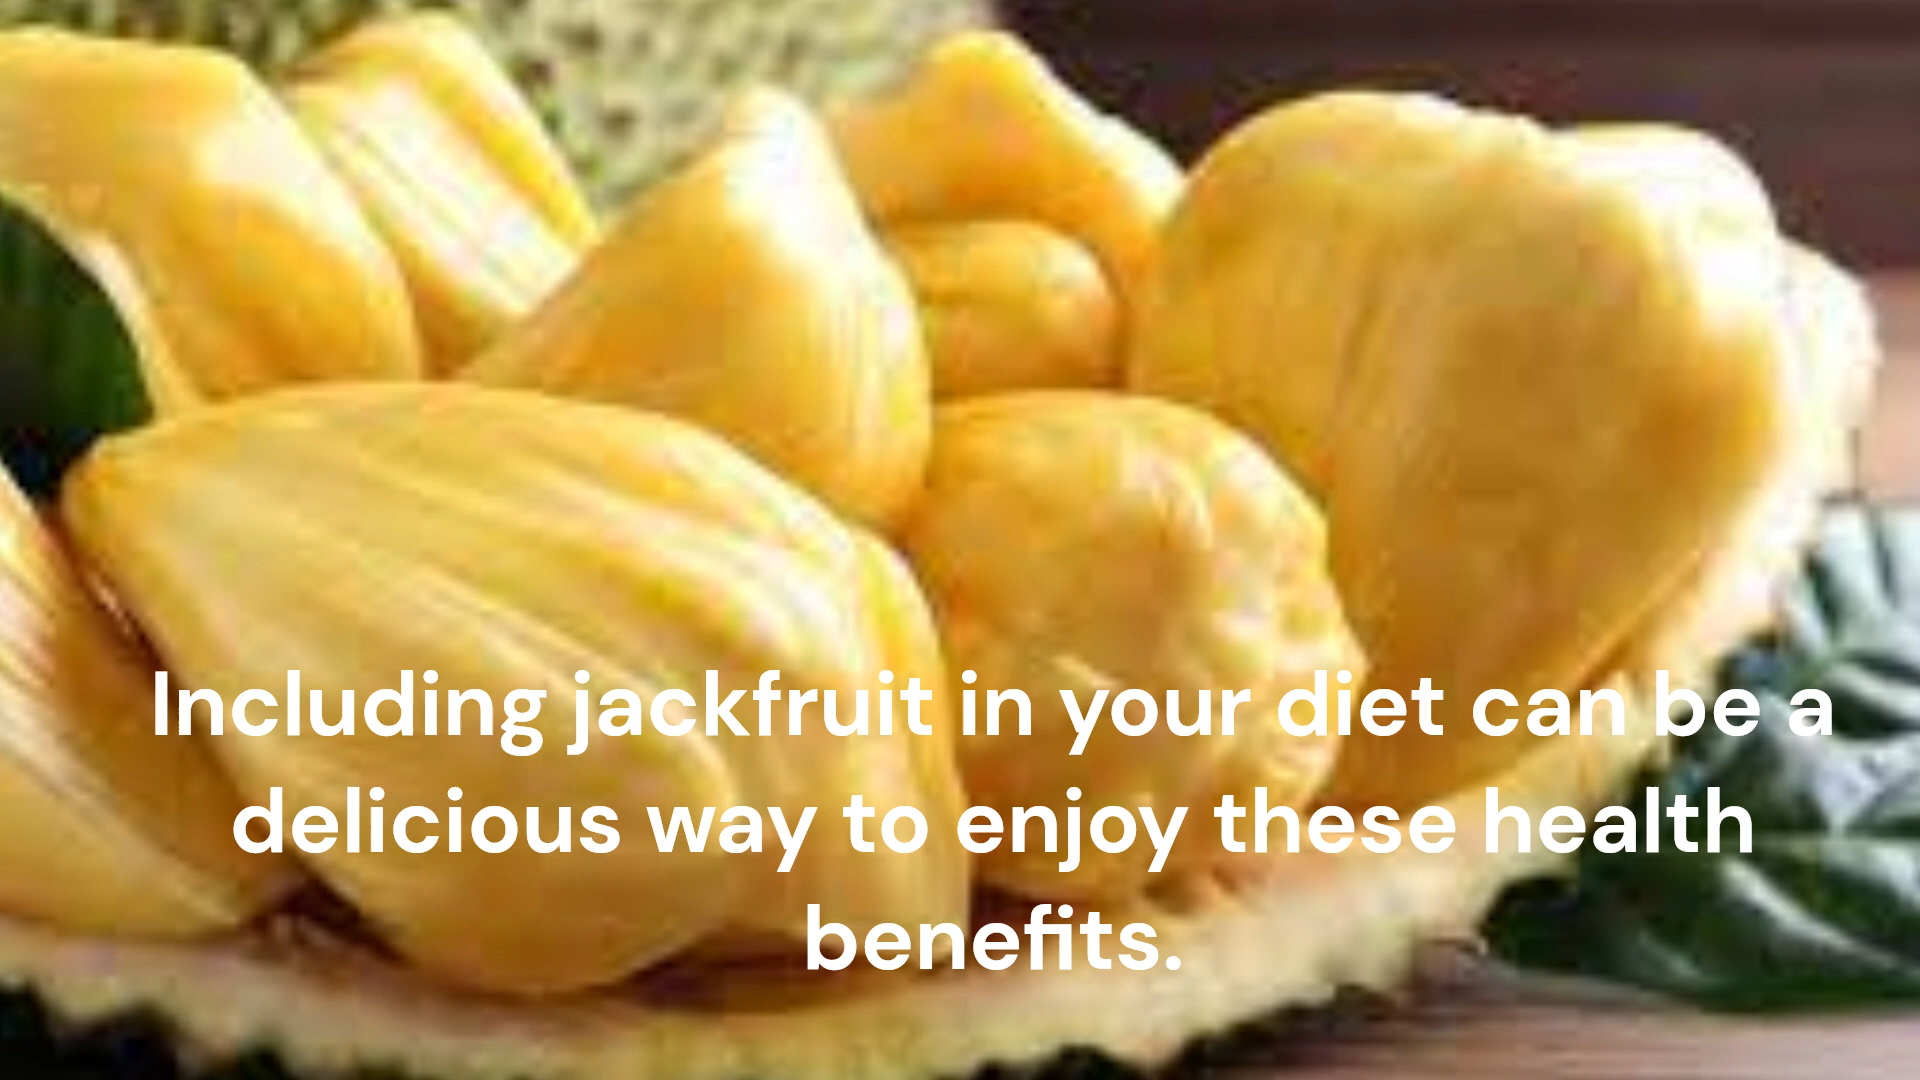 Including jackfruit in your diet can be a
delicious way to enjoy these health
benefits.